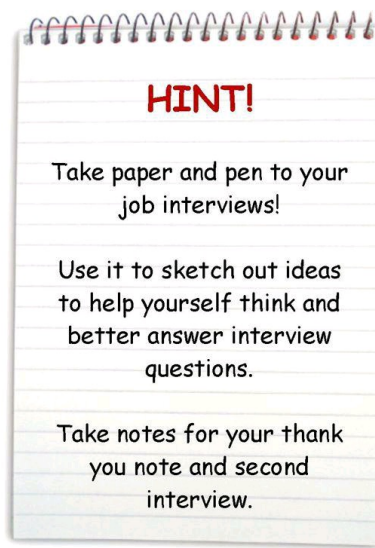 HINT!
Take paper and pen to your
job interviews!
Use it to sketch out ideas
to help yourself think and
better answer interview
questions.
Take notes for your thank
you note and second
interview.